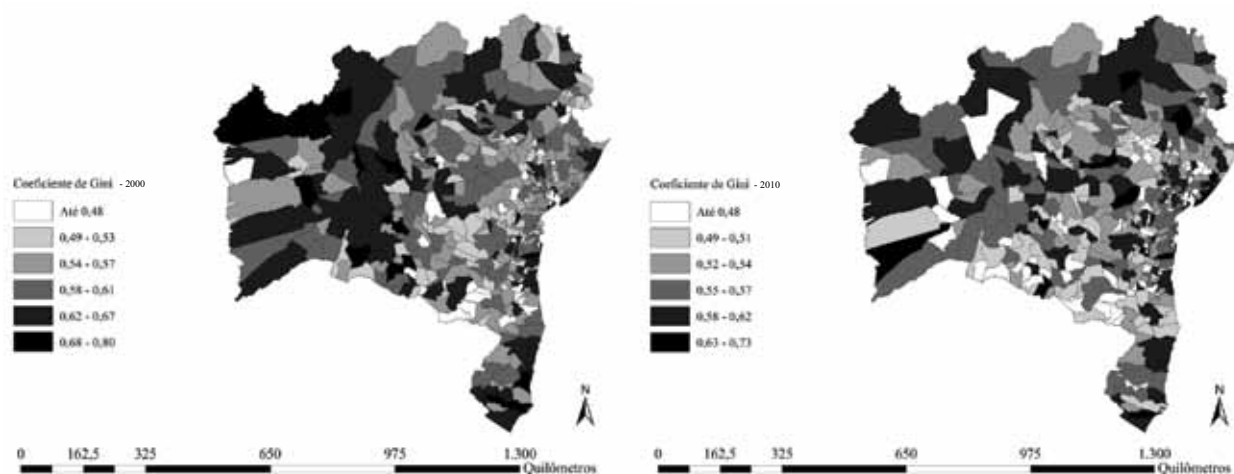 Coeficiente de Gini - 2000
Até 0,48
0,49 - 0,53
0,54 - 0,57
0,58 - 0,61
0,62 - 0,67
0,68 - 0,80
N
0 162,5 325 650 975 1.300
Quilômetros
Coeficiente de Gini - 2010
Até 0,48
0,49 - 0,51
0,52 - 0,54
0,55 - 0,57
0,58 - 0,62
0,63 - 0,73
N
0 162,5 325 650 975 1.300
Quilômetros